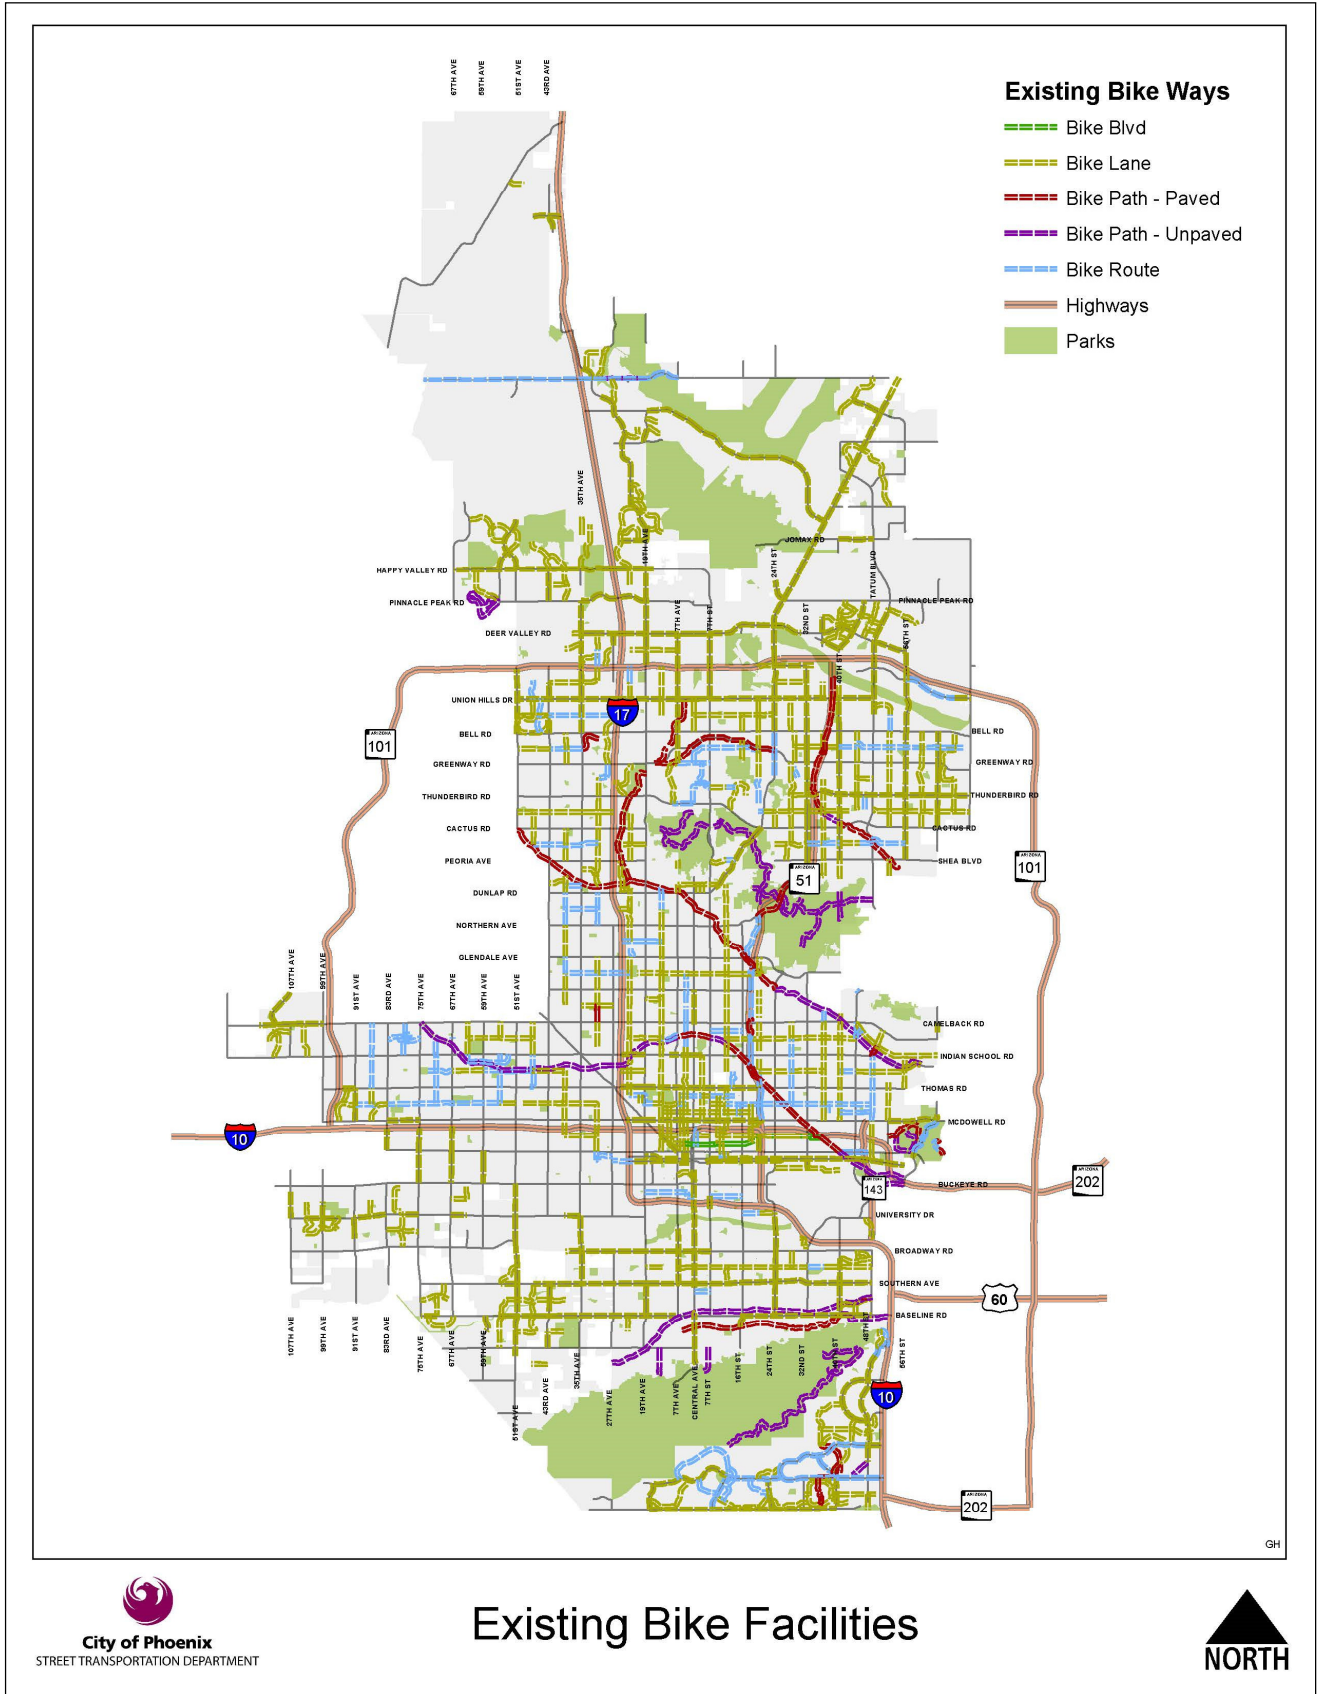 67TH AVE
59TH AVE
51ST AVE
43RD AVE
Existing Bike Ways
Bike Blvd
Bike Lane
Bike Path - Paved
Bike Path - Unpaved
Bike Route
Highways
Parks
35TH AVE
19TH AVE
JOMAX RD
24TH ST
TATUM BLVD
HAPPY VALLEY RD
PINNACLE PEAK RD
PINNACLE PEAK RD
7TH AVE
7TH ST
32ND ST
56TH ST
DEER VALLEY RD
40TH ST
UNION HILLS DR
17
BELL RD
BELL RD
ARIZONA
101
GREENWAY RD
GREENWAY RD
THUNDERBIRD RD
THUNDERBIRD RD
CACTUS RD
CACTUS RD
PEORIA AVE
SHEA BLVD
ARIZONA
101
ARIZONA
51
DUNLAP RD
NORTHERN AVE
GLENDALE AVE
107TH AVE
99TH AVE
91ST AVE
83RD AVE
75TH AVE
67TH AVE
59TH AVE
51ST AVE
CAMELBACK RD
INDIAN SCHOOL RD
THOMAS RD
MCDOWELL RD
10
ARIZONA
202
BUCKEYE RD
ARIZONA
143
UNIVERSITY DR
BROADWAY RD
SOUTHERN AVE
60
BASELINE RD
107TH AVE
99TH AVE
91ST AVE
83RD AVE
75TH AVE
67TH AVE
59TH AVE
51ST AVE
43RD AVE
35TH AVE
27TH AVE
19TH AVE
7TH AVE
CENTRAL AVE
7TH ST
16TH ST
24TH ST
32ND ST
48TH ST
56TH ST
10
ARIZONA
202
GH
City of Phoenix
STREET TRANSPORTATION DEPARTMENT
Existing Bike Facilities
NORTH